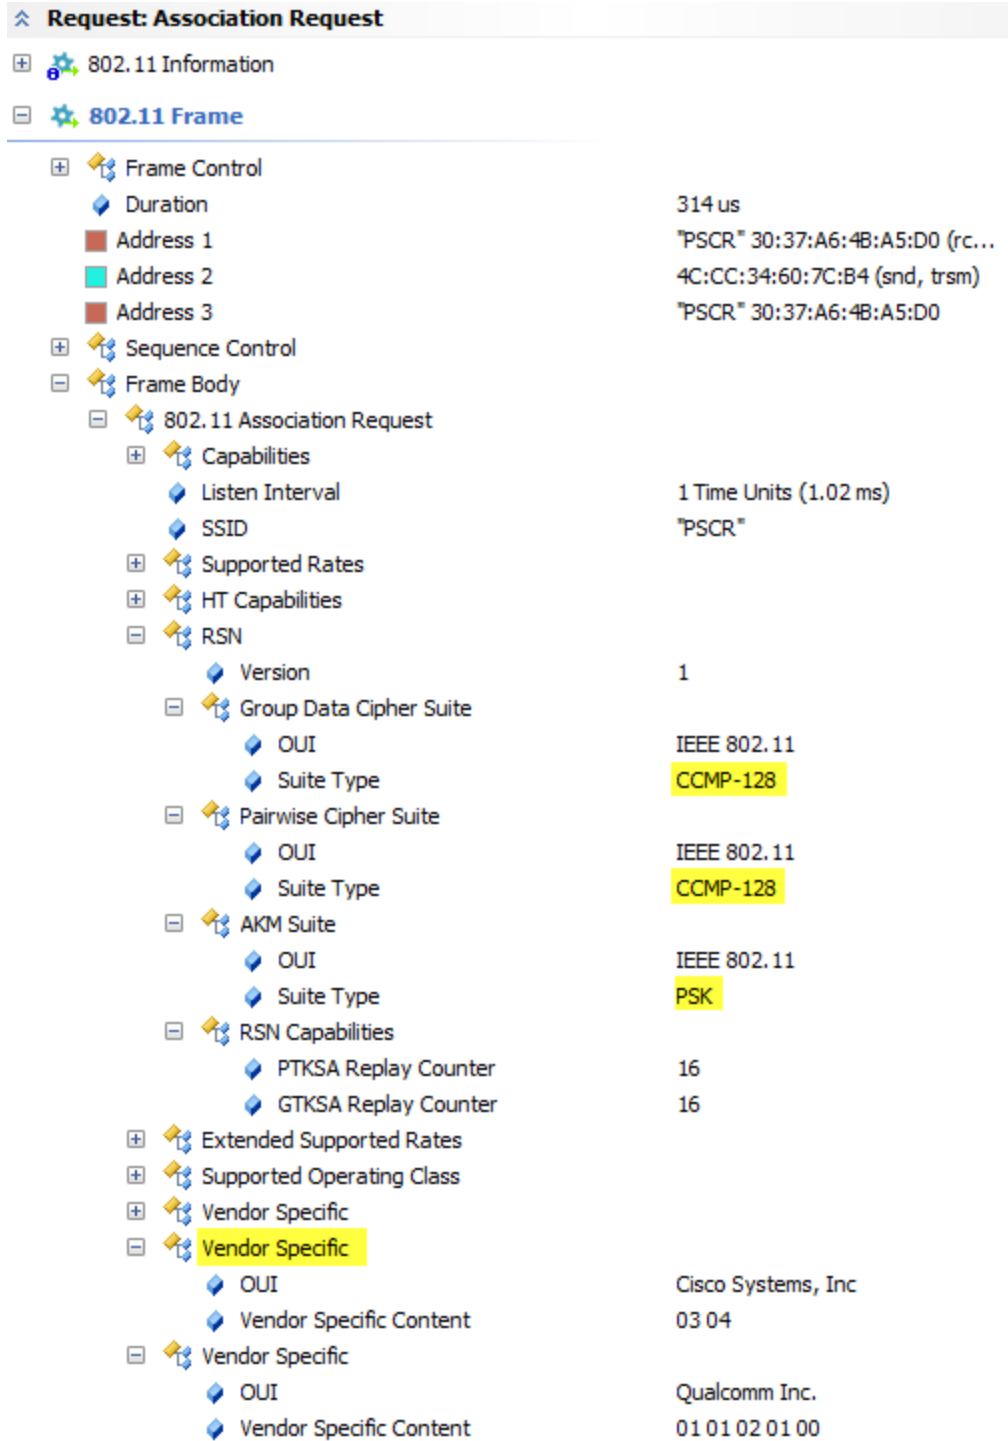 Request: Association Request
802.11 Information
802.11 Frame
Frame Control
Duration 314 us
Address 1 "PSCR" 30:37:A6:4B:A5:D0 (rc...
Address 2 4C:CC:34:60:7C:B4 (snd, trsm)
Address 3 "PSCR" 30:37:A6:4B:A5:D0
Sequence Control
Frame Body
802.11 Association Request
Capabilities
Listen Interval 1 Time Units (1.02 ms)
SSID "PSCR"
Supported Rates
HT Capabilities
RSN
Version 1
Group Data Cipher Suite
OUI IEEE 802.11
Suite Type CCMP-128
Pairwise Cipher Suite
OUI IEEE 802.11
Suite Type CCMP-128
AKM Suite
OUI IEEE 802.11
Suite Type PSK
RSN Capabilities
PTKSA Replay Counter 16
GTKSA Replay Counter 16
Extended Supported Rates
Supported Operating Class
Vendor Specific
Vendor Specific
OUI Cisco Systems, Inc
Vendor Specific Content 03 04
Vendor Specific
OUI Qualcomm Inc.
Vendor Specific Content 01 01 02 01 00